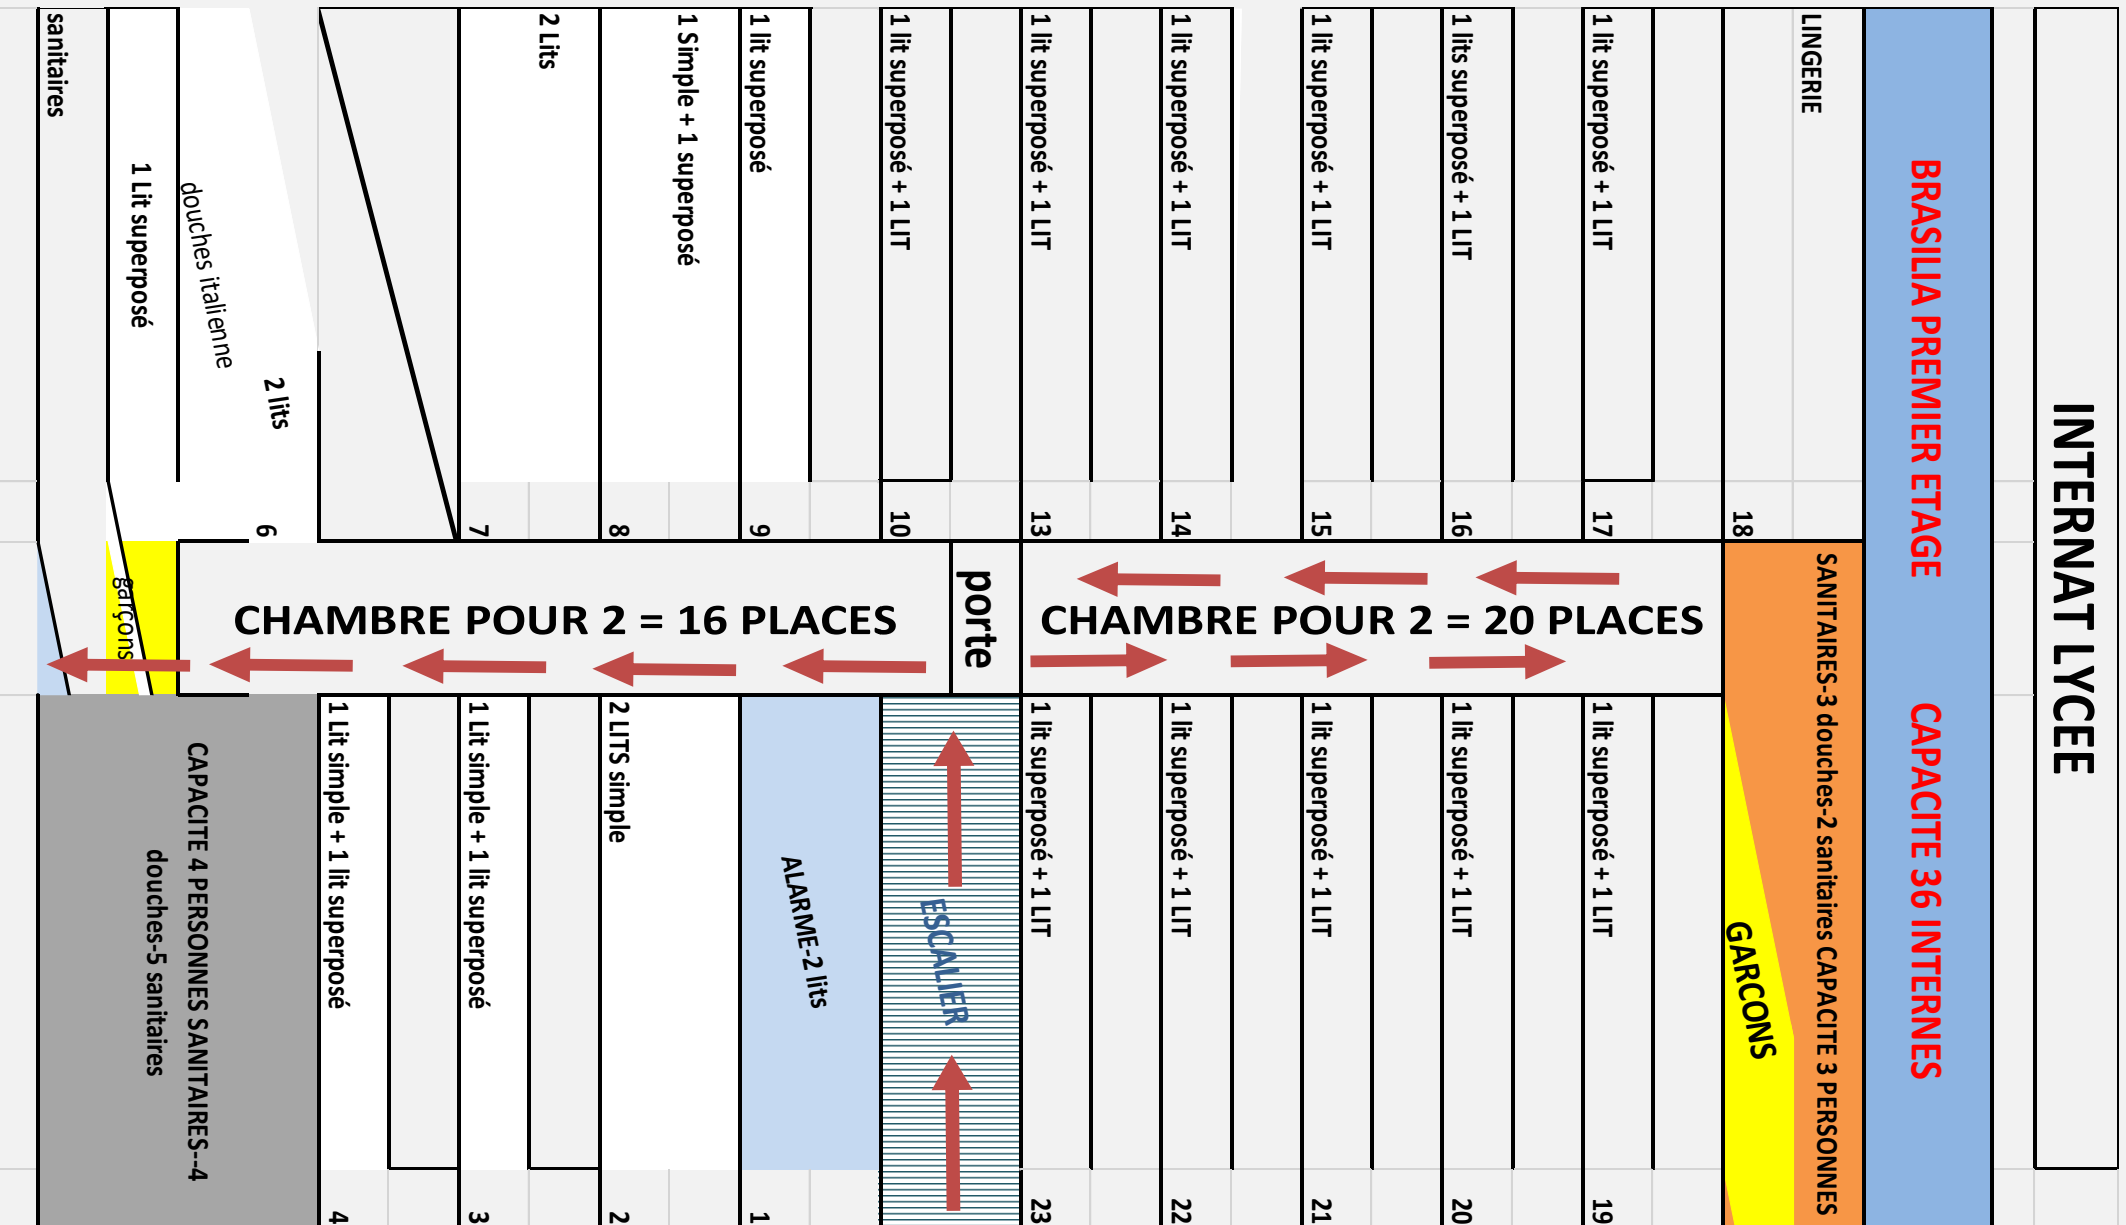 INTERNAT LYCEE
BRASILIA PREMIER ETAGE CAPACITE 36 INTERNES
LINGERIE
18
SANITAIRES-3 douches-2 sanitaires CAPACITE 3 PERSONNES
GARCONS
1 lit superposé + 1 LIT
17
1 lit superposé + 1 LIT
19
1 lits superposé + 1 LIT
16
1 lit superposé + 1 LIT
20
1 lit superposé + 1 LIT
15
1 lit superposé + 1 LIT
21
1 lit superposé + 1 LIT
14
1 lit superposé + 1 LIT
22
1 lit superposé + 1 LIT
13
1 lit superposé + 1 LIT
23
CHAMBRE POUR 2 = 20 PLACES
porte
1 lit superposé + 1 LIT
10
ESCALIER
CHAMBRE POUR 2 = 16 PLACES
1 lit superposé
9
ALARME-2 lits
1
1 Simple + 1 superposé
8
2 LITS simple
2
2 Lits
7
1 Lit simple + 1 lit superposé
3
1 Lit simple + 1 lit superposé
4
2 lits
6
douches italienne
1 Lit superposé
garçons
sanitaires
CAPACITE 4 PERSONNES SANITAIRES--4
douches-5 sanitaires